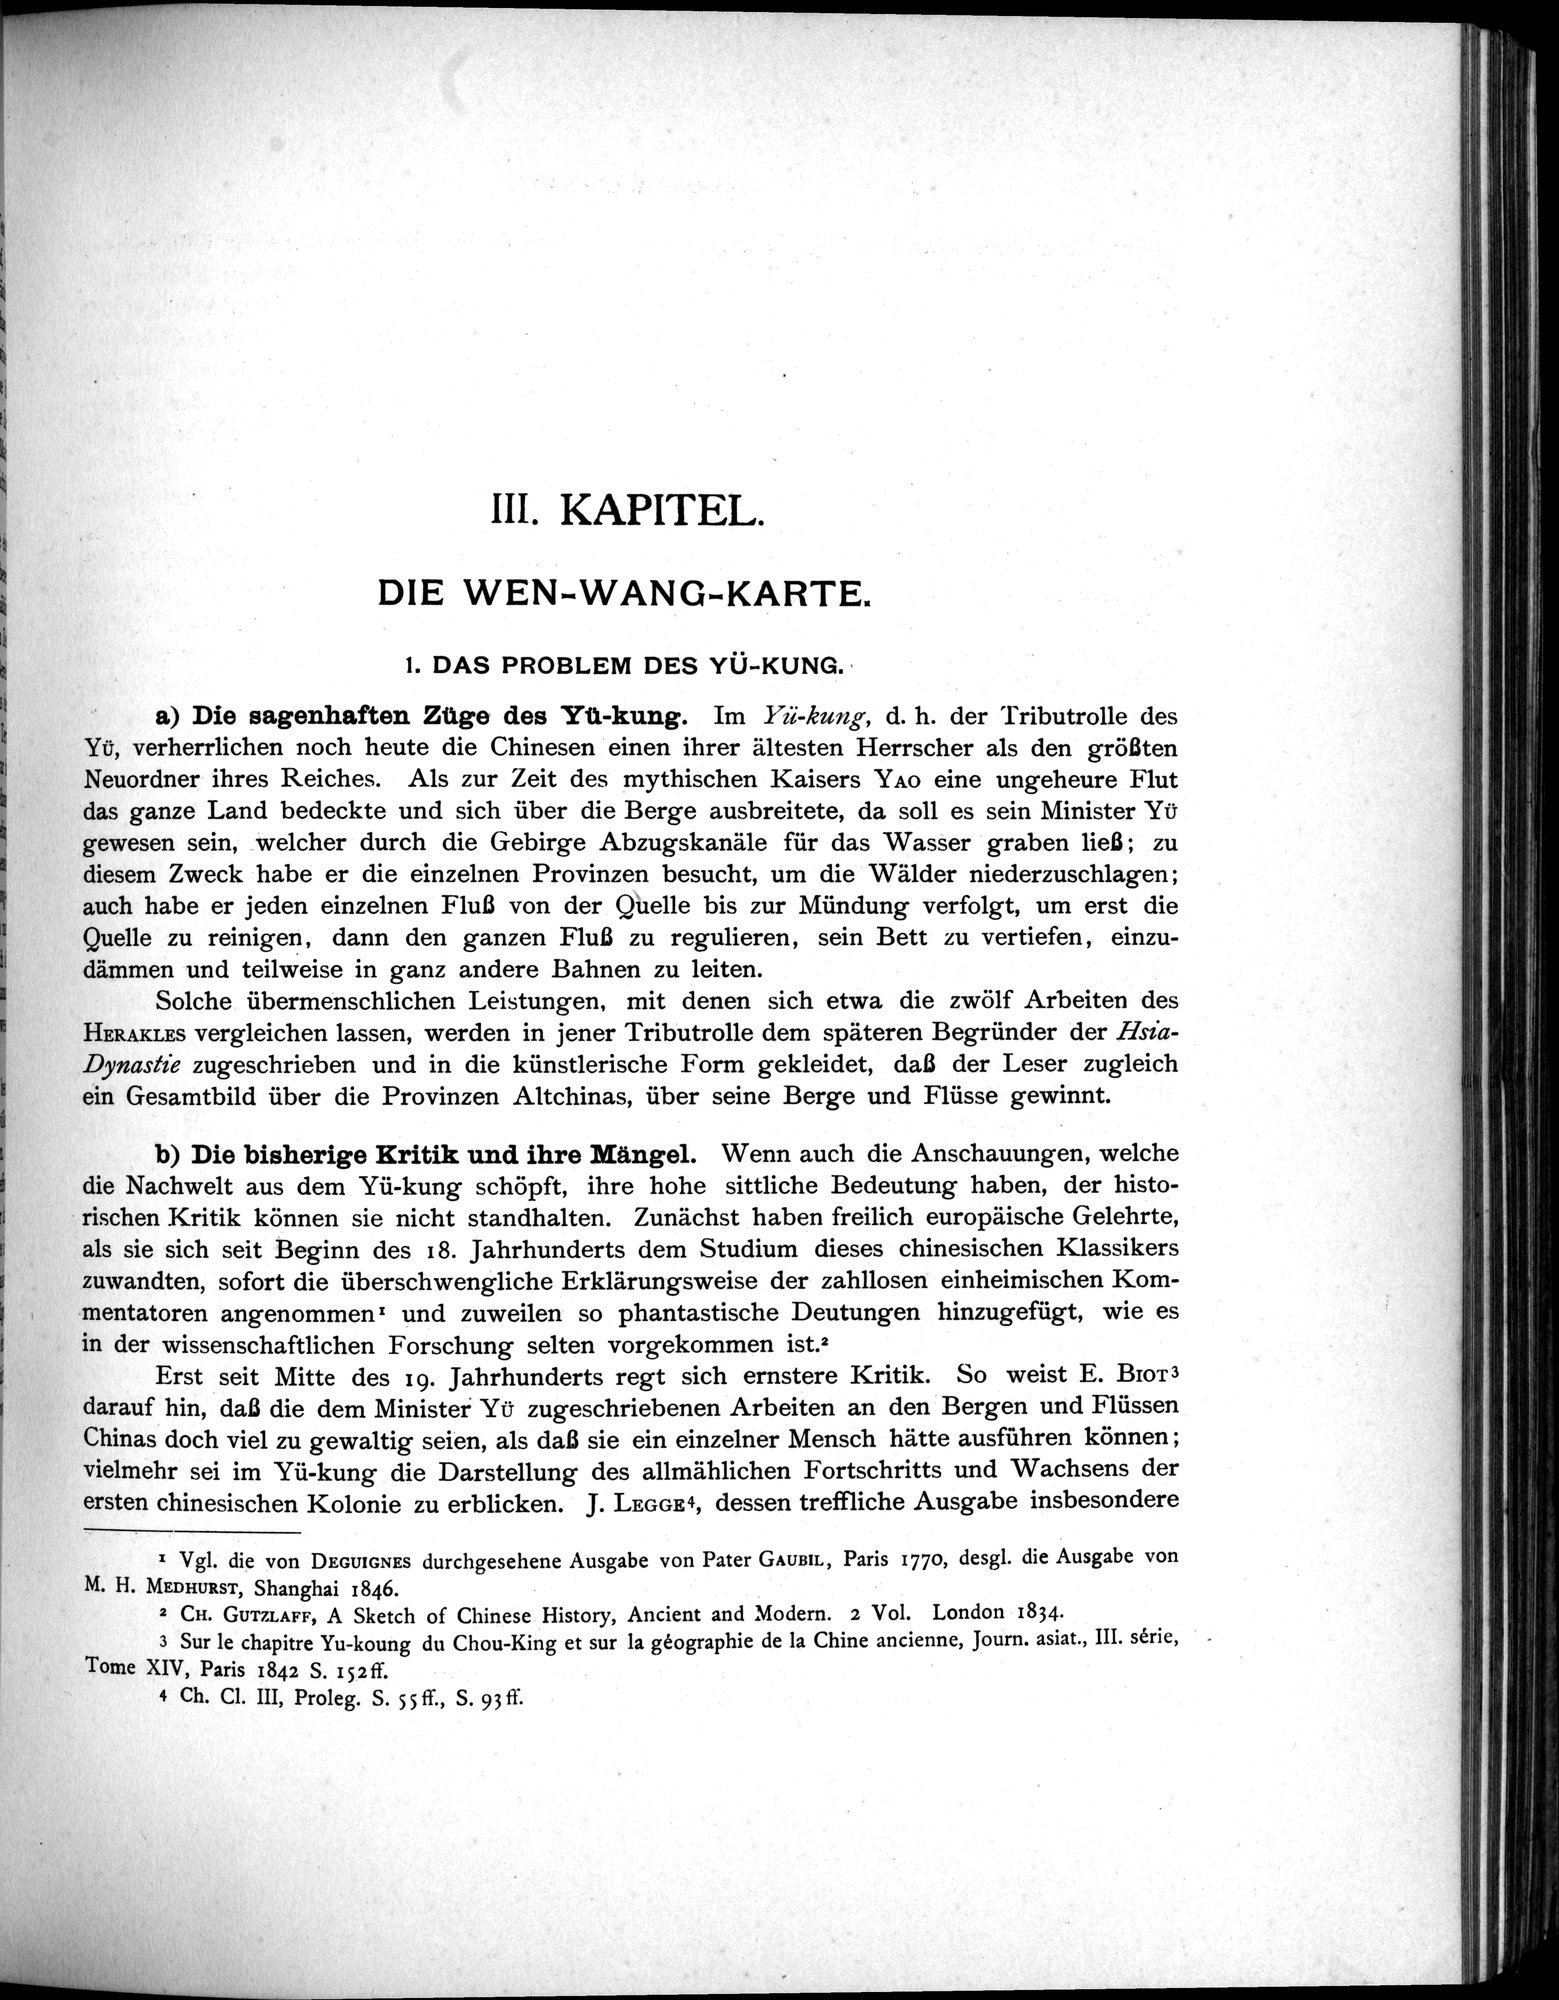 III. KAPITEL.
DIE WEN-WANG-KARTE.
1. DAS PROBLEM DES YÜ-KUNG.
a) Die sagenhaften Züge des Yü-kung. Im Yü-kung, d. h. der Tributrolle des
YÜ, verherrlichen noch heute die Chinesen einen ihrer ältesten Herrscher als den größten
Neuordner ihres Reiches. Als zur Zeit des mythischen Kaisers YAO eine ungeheure Flut
das ganze Land bedeckte und sich über die Berge ausbreitete, da soll es sein Minister YÜ
gewesen sein, welcher durch die Gebirge Abzugskanäle für das Wasser graben ließ; zu
diesem Zweck habe er die einzelnen Provinzen besucht, um die Wälder niederzuschlagen;
auch habe er jeden einzelnen Fluß von der Quelle bis zur Mündung verfolgt, um erst die
Quelle zu reinigen, dann den ganzen Fluß zu regulieren, sein Bett zu vertiefen, einzu-
dämmen und teilweise in ganz andere Bahnen zu leiten.
Solche übermenschlichen Leistungen, mit denen sich etwa die zwölf Arbeiten des
HERAKLES vergleichen lassen, werden in jener Tributrolle dem späteren Begründer der Hsia-
Dynastie zugeschrieben und in die künstlerische Form gekleidet, daß der Leser zugleich
ein Gesamtbild über die Provinzen Altchinas, über seine Berge und Flüsse gewinnt.
b) Die bisherige Kritik und ihre Mängel. Wenn auch die Anschauungen, welche
die Nachwelt aus dem Yü-kung schöpft, ihre hohe sittliche Bedeutung haben, der histo-
rischen Kritik können sie nicht standhalten. Zunächst haben freilich europäische Gelehrte,
als sie sich seit Beginn des 18. Jahrhunderts dem Studium dieses chinesischen Klassikers
zuwandten, sofort die überschwengliche Erklärungsweise der zahllosen einheimischen Kom-
mentatoren angenommen¹ und zuweilen so phantastische Deutungen hinzugefügt, wie es
in der wissenschaftlichen Forschung selten vorgekommen ist.²
Erst seit Mitte des 19. Jahrhunderts regt sich ernstere Kritik. So weist E. BIOT³
darauf hin, daß die dem Minister YÜ zugeschriebenen Arbeiten an den Bergen und Flüssen
Chinas doch viel zu gewaltig seien, als daß sie ein einzelner Mensch hätte ausführen können;
vielmehr sei im Yü-kung die Darstellung des allmählichen Fortschritts und Wachsens der
ersten chinesischen Kolonie zu erblicken. J. LEGGE⁴, dessen treffliche Ausgabe insbesondere
¹ Vgl. die von DEGUIGNES durchgesehene Ausgabe von Pater GAUBIL, Paris 1770, desgl. die Ausgabe von
M. H. MEDHURST, Shanghai 1846.
² CH. GUTZLAFF, A Sketch of Chinese History, Ancient and Modern. 2 Vol. London 1834.
³ Sur le chapitre Yu-koung du Chou-King et sur la géographie de la Chine ancienne, Journ. asiat., III. série,
Tome XIV, Paris 1842 S. 152ff.
⁴ Ch. Cl. III, Proleg. S. 55ff., S. 93ff.